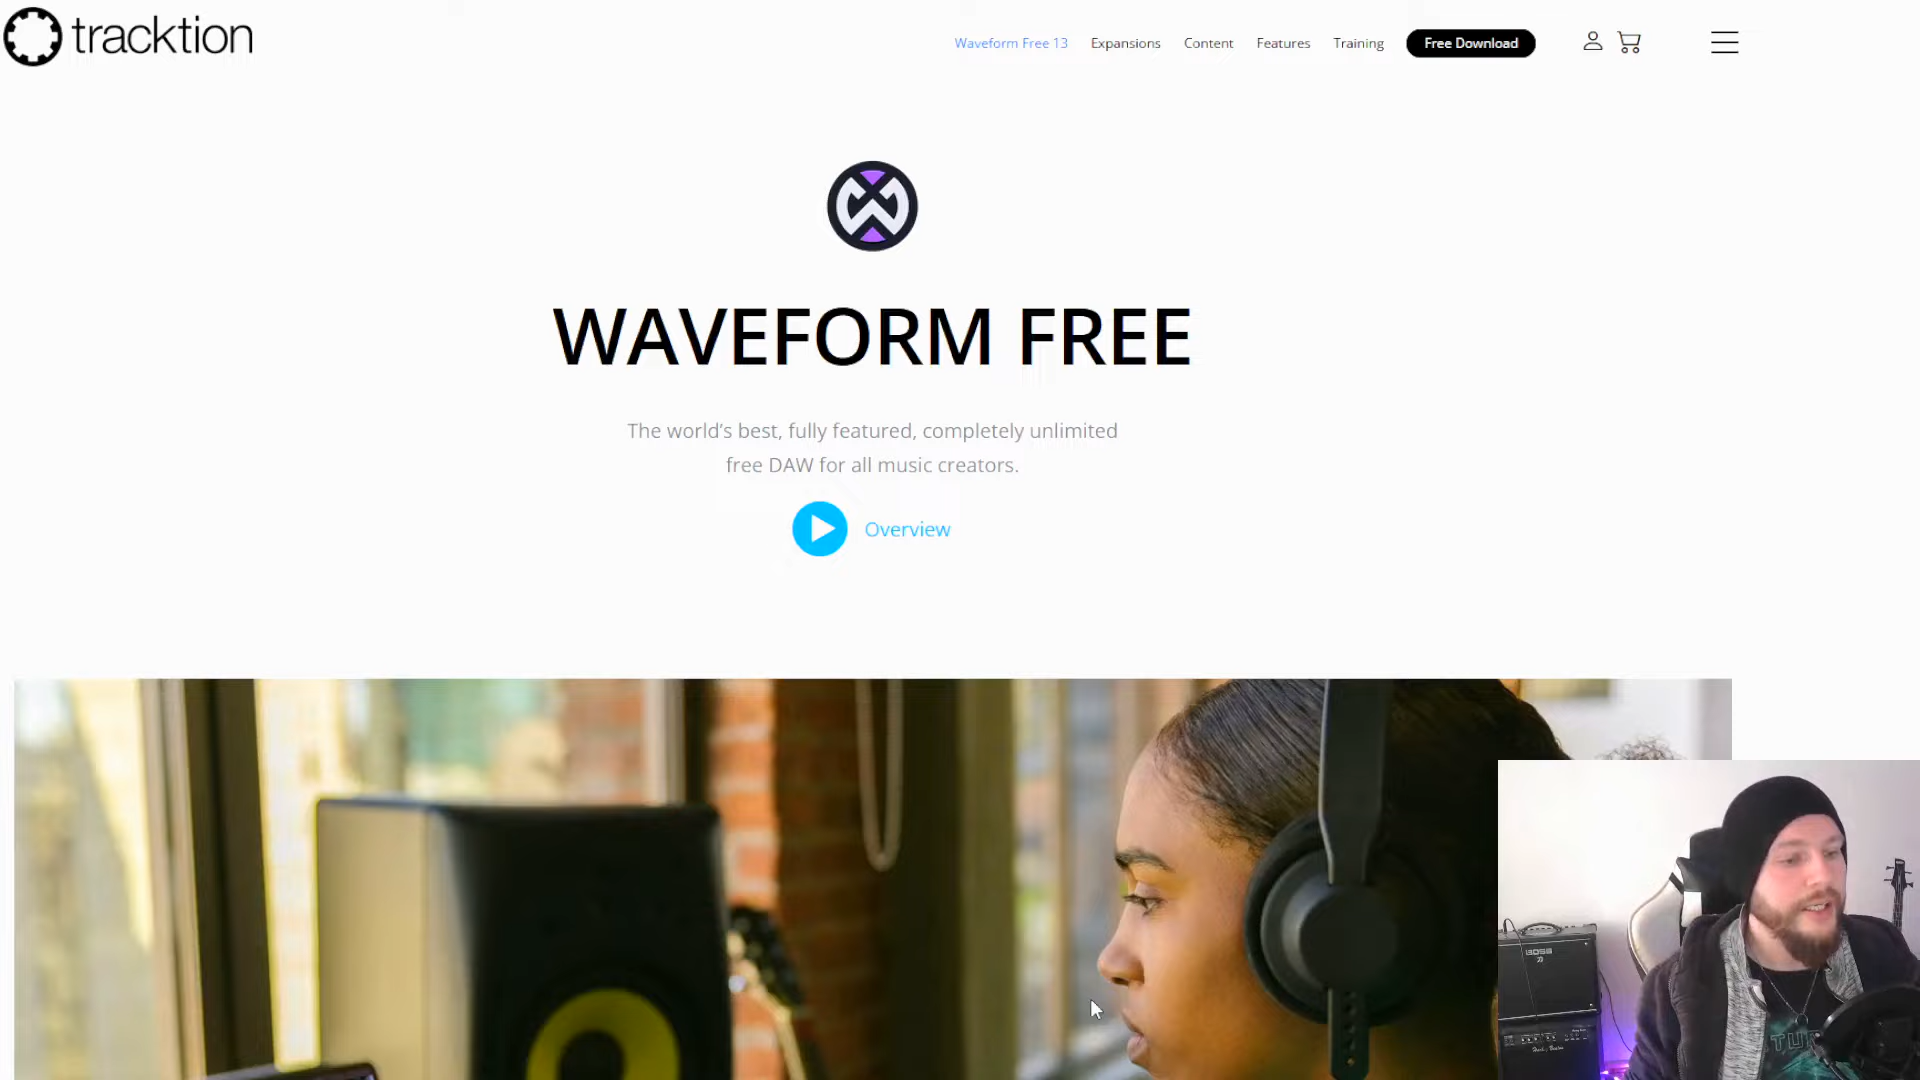 tracktion
Waveform Free 13
Expansions
Content
Features
Training
Free Download
WAVEFORM FREE
The world's best, fully featured, completely unlimited
free DAW for all music creators.
Overview
BOSS